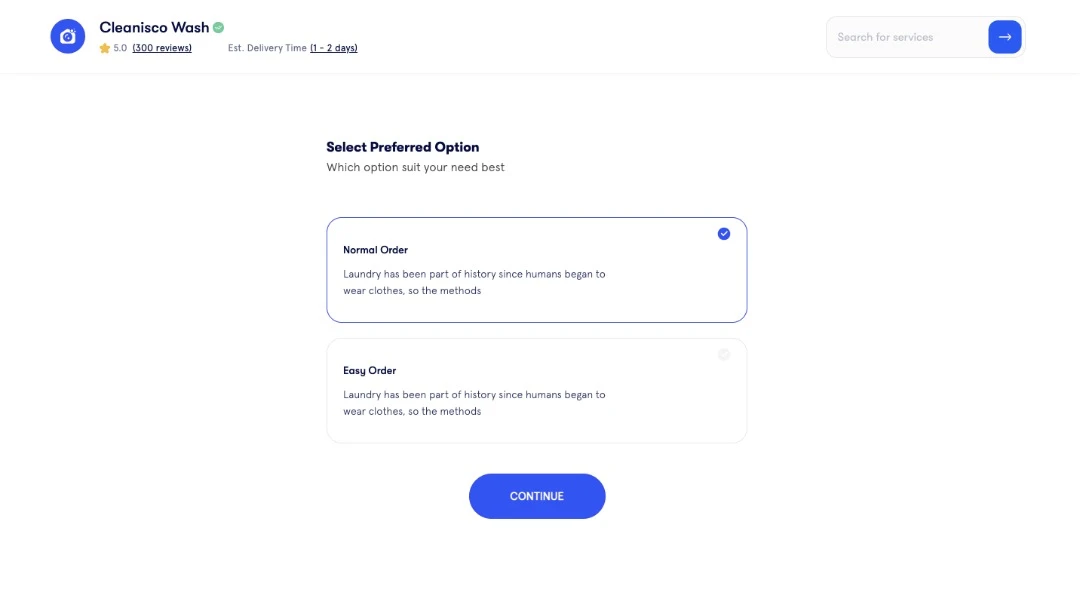 Cleanisco Wash
5.0 (300 reviews) Est. Delivery Time (1 - 2 days)
Search for services
Select Preferred Option
Which option suit your need best
Normal Order
Laundry has been part of history since humans began to
wear clothes, so the methods
Easy Order
Laundry has been part of history since humans began to
wear clothes, so the methods
CONTINUE